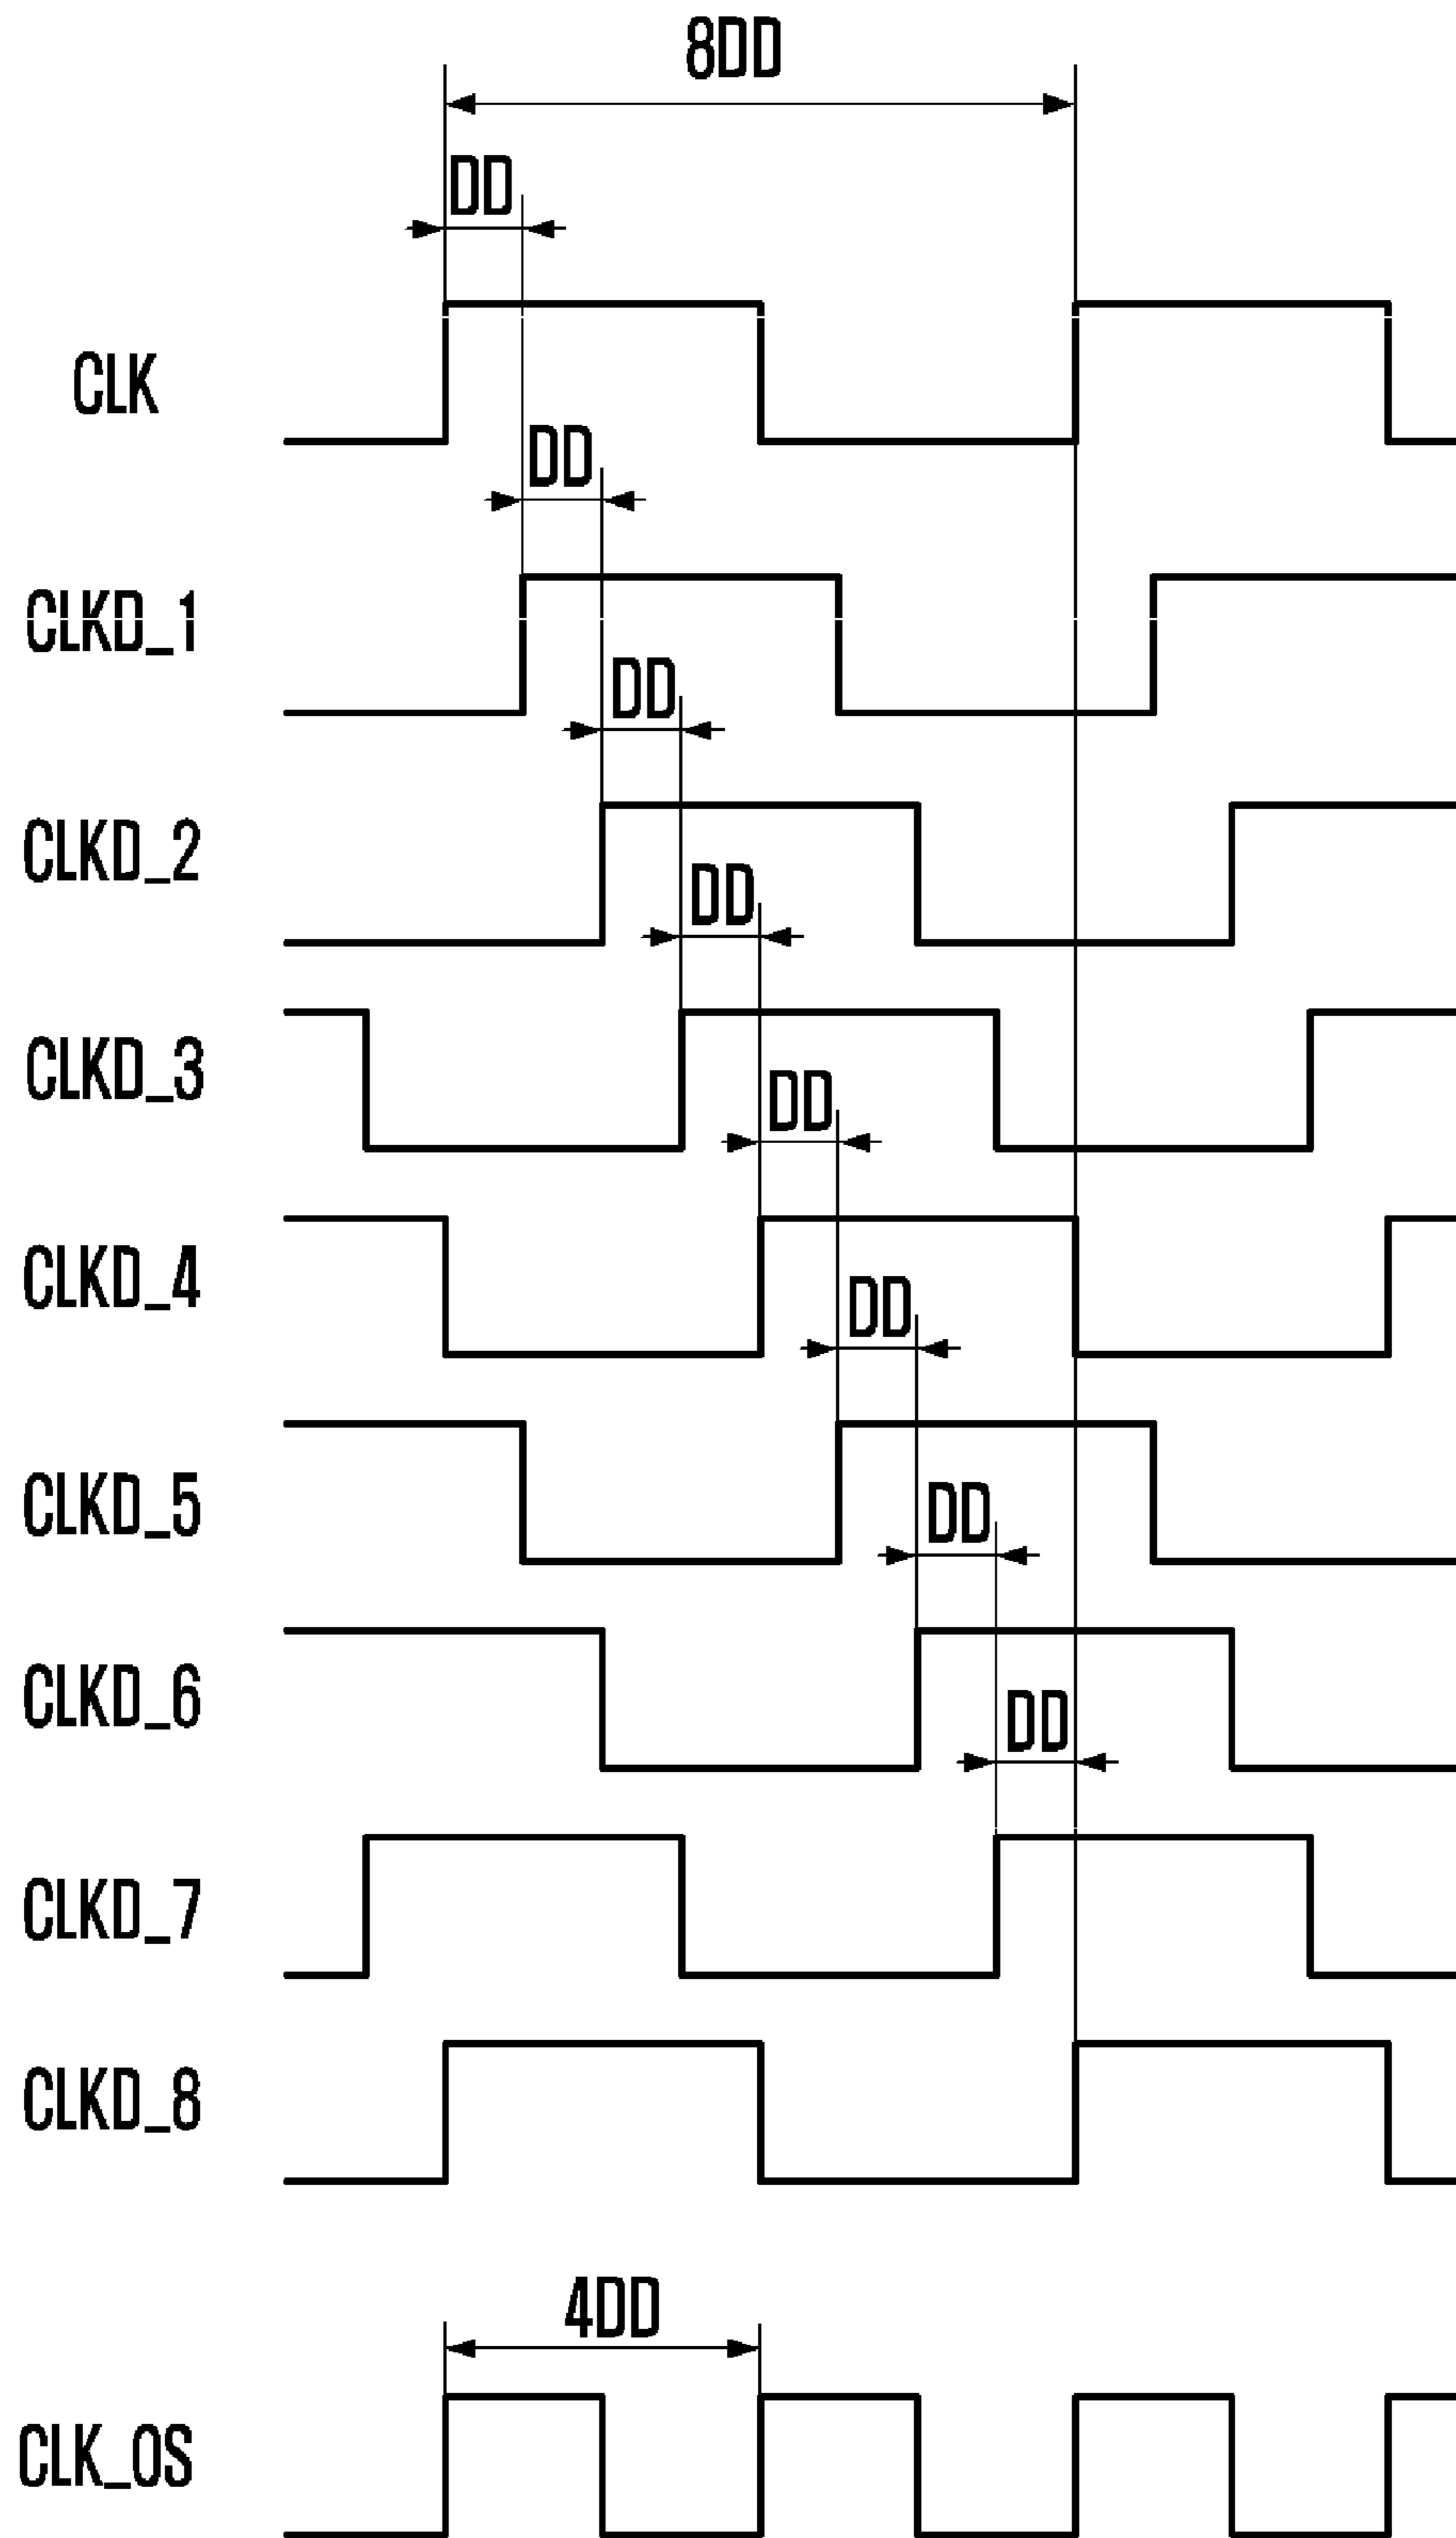 8DD
DD
CLK
DD
CLKD_1
DD
CLKD_2
DD
CLKD_3
DD
CLKD_4
DD
CLKD_5
DD
CLKD_6
DD
CLKD_7
CLKD_8
4DD
CLK_OS